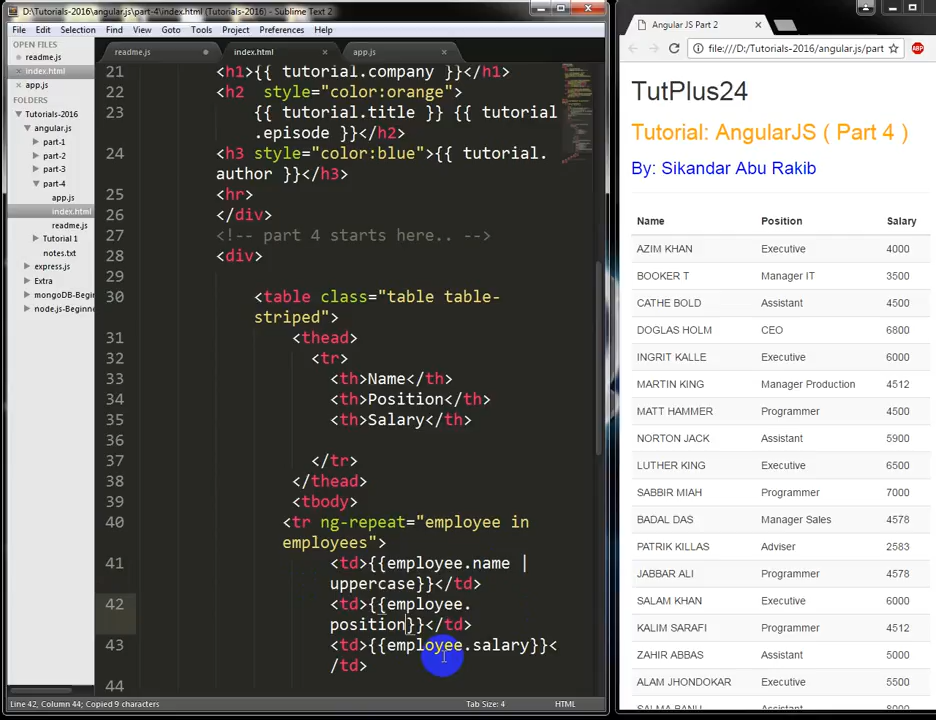 D:\Tutorials-2016\angular.js\part-4\index.html (Tutorials-2016) - Sublime Text 2
File Edit Selection Find View Goto Tools Project Preferences Help
OPEN FILES
readme.js
index.html
app.js
FOLDERS
Tutorials-2016
angular.js
part-1
part-2
part-3
part-4
app.js
index.html
readme.js
Tutorial 1
notes.txt
express.js
Extra
mongoDB-Begin
node.js-Beginne
readme.js index.html app.js
21 <h1>{{ tutorial.company }}</h1>
22 <h2 style="color:orange">
23 {{ tutorial.title }} {{ tutorial
.episode }}</h2>
24 <h3 style="color:blue">{{ tutorial.
author }}</h3>
25 <hr>
26 </div>
27 <!-- part 4 starts here.. -->
28 <div>
29
30 <table class="table table-
striped">
31 <thead>
32 <tr>
33 <th>Name</th>
34 <th>Position</th>
35 <th>Salary</th>
36
37 </tr>
38 </thead>
39 <tbody>
40 <tr ng-repeat="employee in
employees">
41 <td>{{employee.name |
uppercase}}</td>
42 <td>{{employee.
position}}</td>
43 <td>{{employee.salary}}<
/td>
44
Line 42, Column 44; Copied 9 characters Tab Size: 4 HTML
Angular JS Part 2
file:///D:/Tutorials-2016/angular.js/part
ABP
TutPlus24
Tutorial: AngularJS ( Part 4 )
By: Sikandar Abu Rakib
Name Position Salary
AZIM KHAN Executive 4000
BOOKER T Manager IT 3500
CATHE BOLD Assistant 4500
DOGLAS HOLM CEO 6800
INGRIT KALLE Executive 6000
MARTIN KING Manager Production 4512
MATT HAMMER Programmer 4500
NORTON JACK Assistant 5900
LUTHER KING Executive 6500
SABBIR MIAH Programmer 7000
BADAL DAS Manager Sales 4578
PATRIK KILLAS Adviser 2583
JABBAR ALI Programmer 4578
SALAM KHAN Executive 6000
KALIM SARAFI Programmer 4512
ZAHIR ABBAS Assistant 5000
ALAM JHONDOKAR Executive 5500
SALMA BANU Assistant 8000